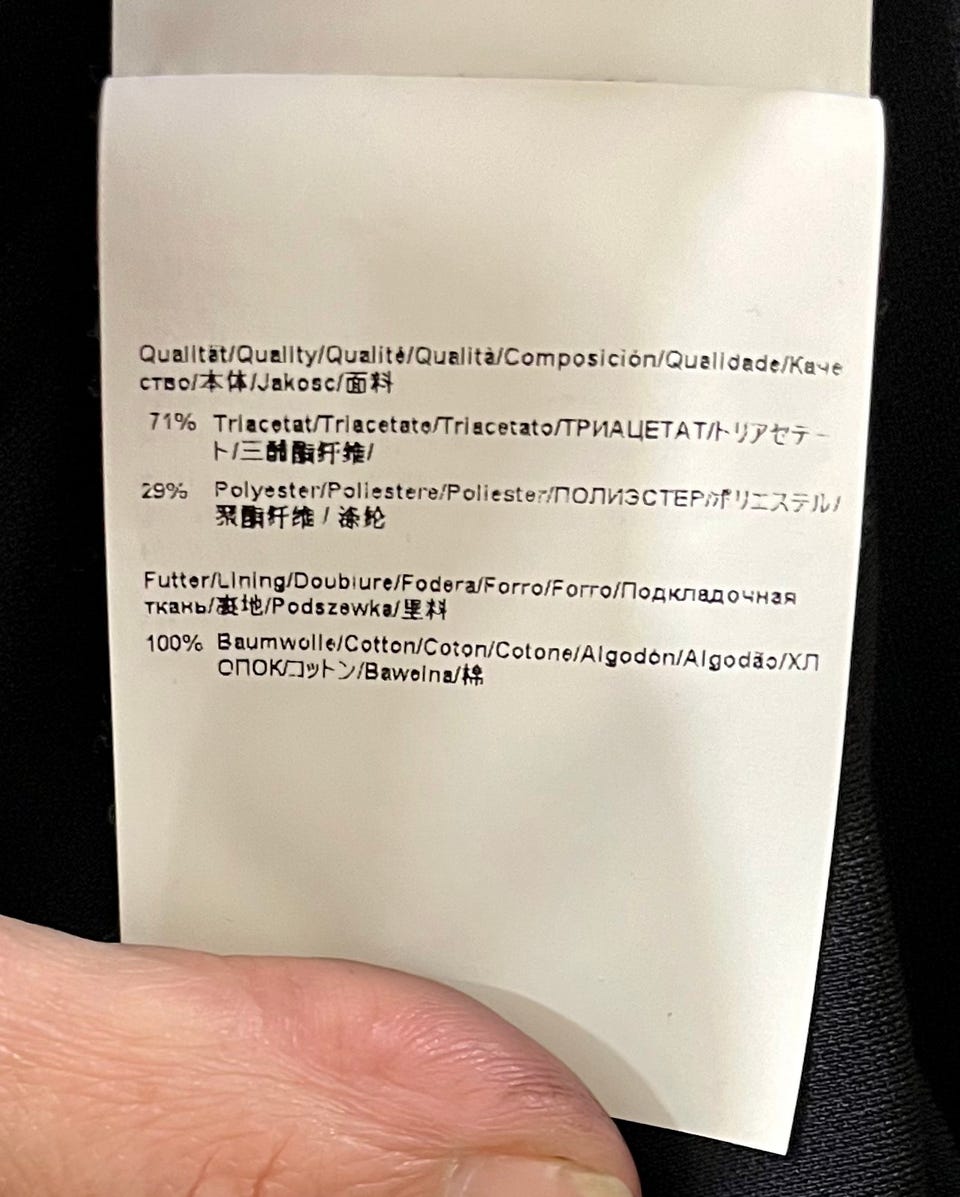 Qualität/Quality/Qualité/Qualità/Composición/Qualidade/Каче
ство/本体/Jakosc/面料
71% Triacetat/Triacetate/Triacetato/ТРИАЦЕТАТ/トリアセテー
ト/三醋酯纤维/
29% Polyester/Poliestere/Poliester/ПОЛИЭСТЕР/ポリエステル/
聚酯纤维 / 涤纶
Futter/Lining/Doublure/Fodera/Forro/Forro/Подкладочная
ткань/裏地/Podszewka/里料
100% Baumwolle/Cotton/Coton/Cotone/Algodón/Algodão/ХЛ
ОПОК/コットン/Bawelna/棉